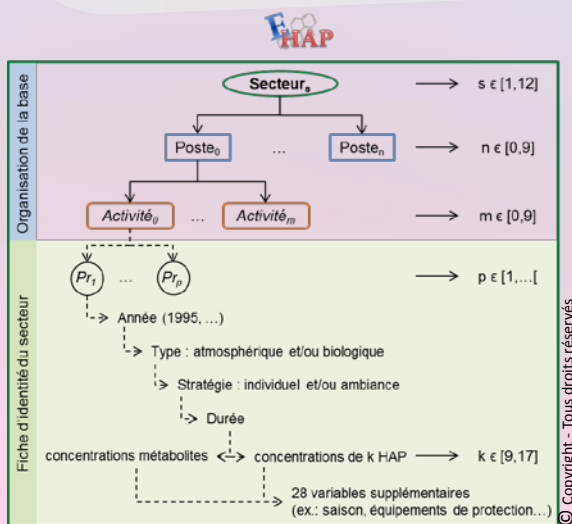 EHAP
Organisation de la base
Secteurs
s ε [1,12]
Poste0
...
Posten
n ε [0,9]
Activité0
...
Activitém
m ε [0,9]
Fiche d'identité du secteur
Pr1
...
Prp
p ε [1,...[
Année (1995, ...)
Type : atmosphérique et/ou biologique
Stratégie : individuel et/ou ambiance
Durée
concentrations métabolites
concentrations de k HAP
k ε [9,17]
28 variables supplémentaires
(ex.: saison, équipements de protection...)
© Copyright - Tous droits réservés